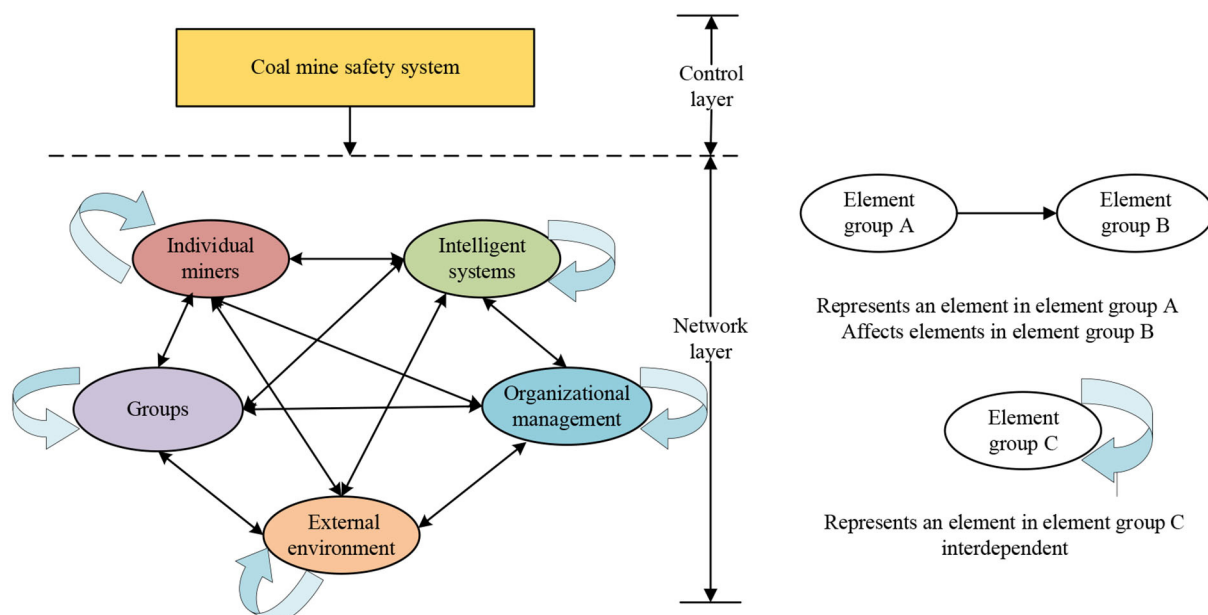 Coal mine safety system
Control
layer
Individual
miners
Intelligent
systems
Groups
Organizational
management
External
environment
Network
layer
Element
group A
Element
group B
Represents an element in element group A
Affects elements in element group B
Element
group C
Represents an element in element group C
interdependent